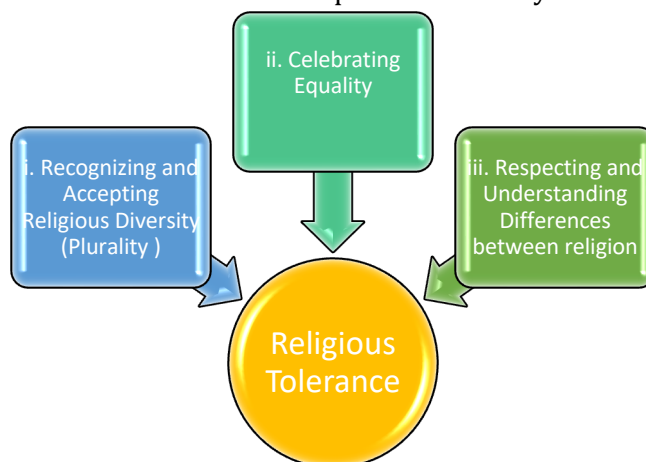 ii. Celebrating
Equality
i. Recognizing and
Accepting
Religious Diversity
(Plurality )
iii. Respecting and
Understanding
Differences
between religion
Religious
Tolerance